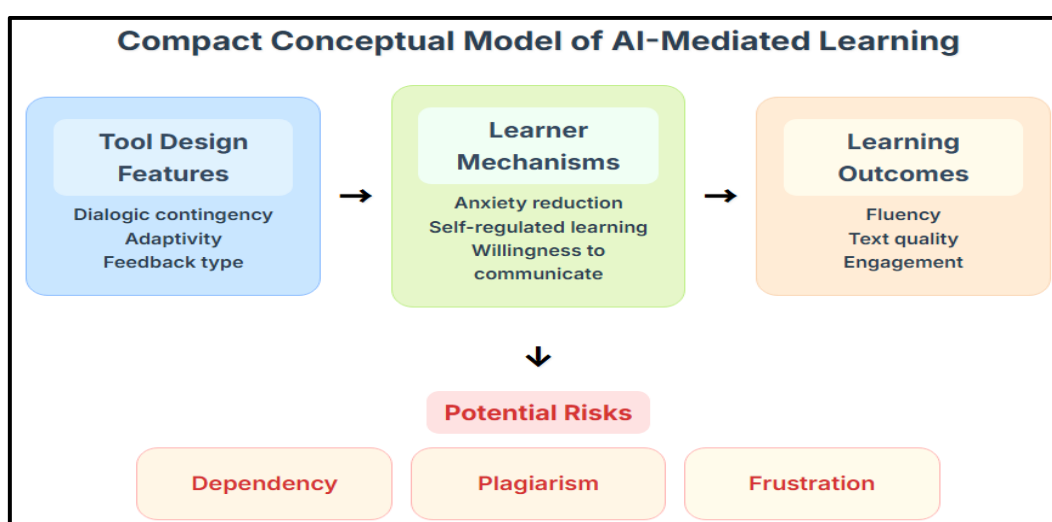 Compact Conceptual Model of AI-Mediated Learning
Tool Design
Features
Dialogic contingency
Adaptivity
Feedback type
→
Learner
Mechanisms
Anxiety reduction
Self-regulated learning
Willingness to
communicate
→
Learning
Outcomes
Fluency
Text quality
Engagement
↓
Potential Risks
Dependency
Plagiarism
Frustration